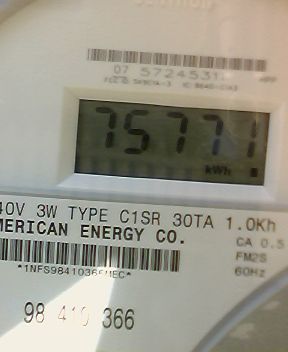 07 5724531
75771
kWh
40V 3W TYPE C1SR 30TA 1.0Kh
MERICAN ENERGY CO.
CA 0.5
FM2S
60Hz
98 410 366